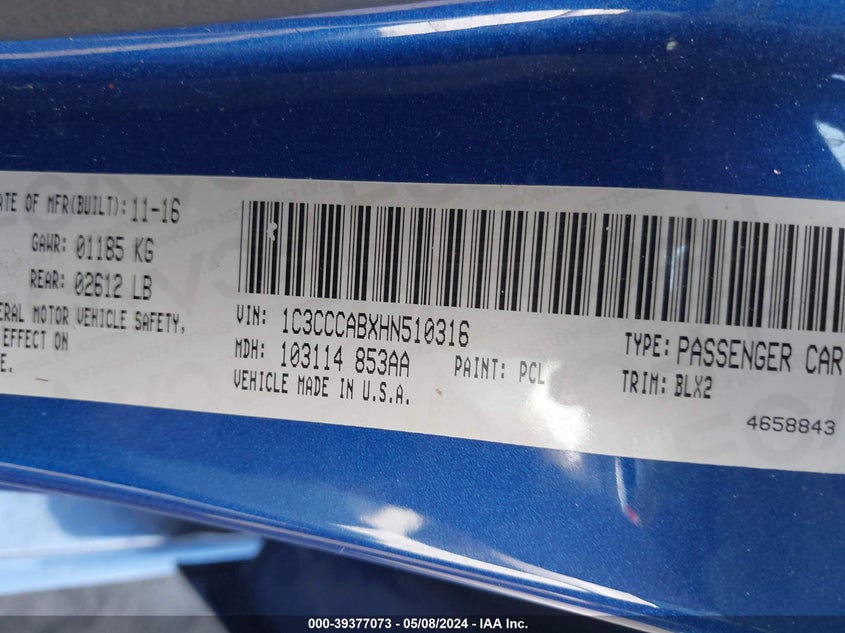 ATE OF MFR(BUILT): 11-16
GAWR: 01185 KG
REAR: 02612 LB
ERAL MOTOR VEHICLE SAFETY,
EFFECT ON
E.
VIN: 1C3CCCABXHN510316
MDH: 103114 853AA
PAINT: PCL
VEHICLE MADE IN U.S.A.
TYPE: PASSENGER CAR
TRIM: BLX2
4658843
000-39377073 - 05/08/2024 - IAA Inc.